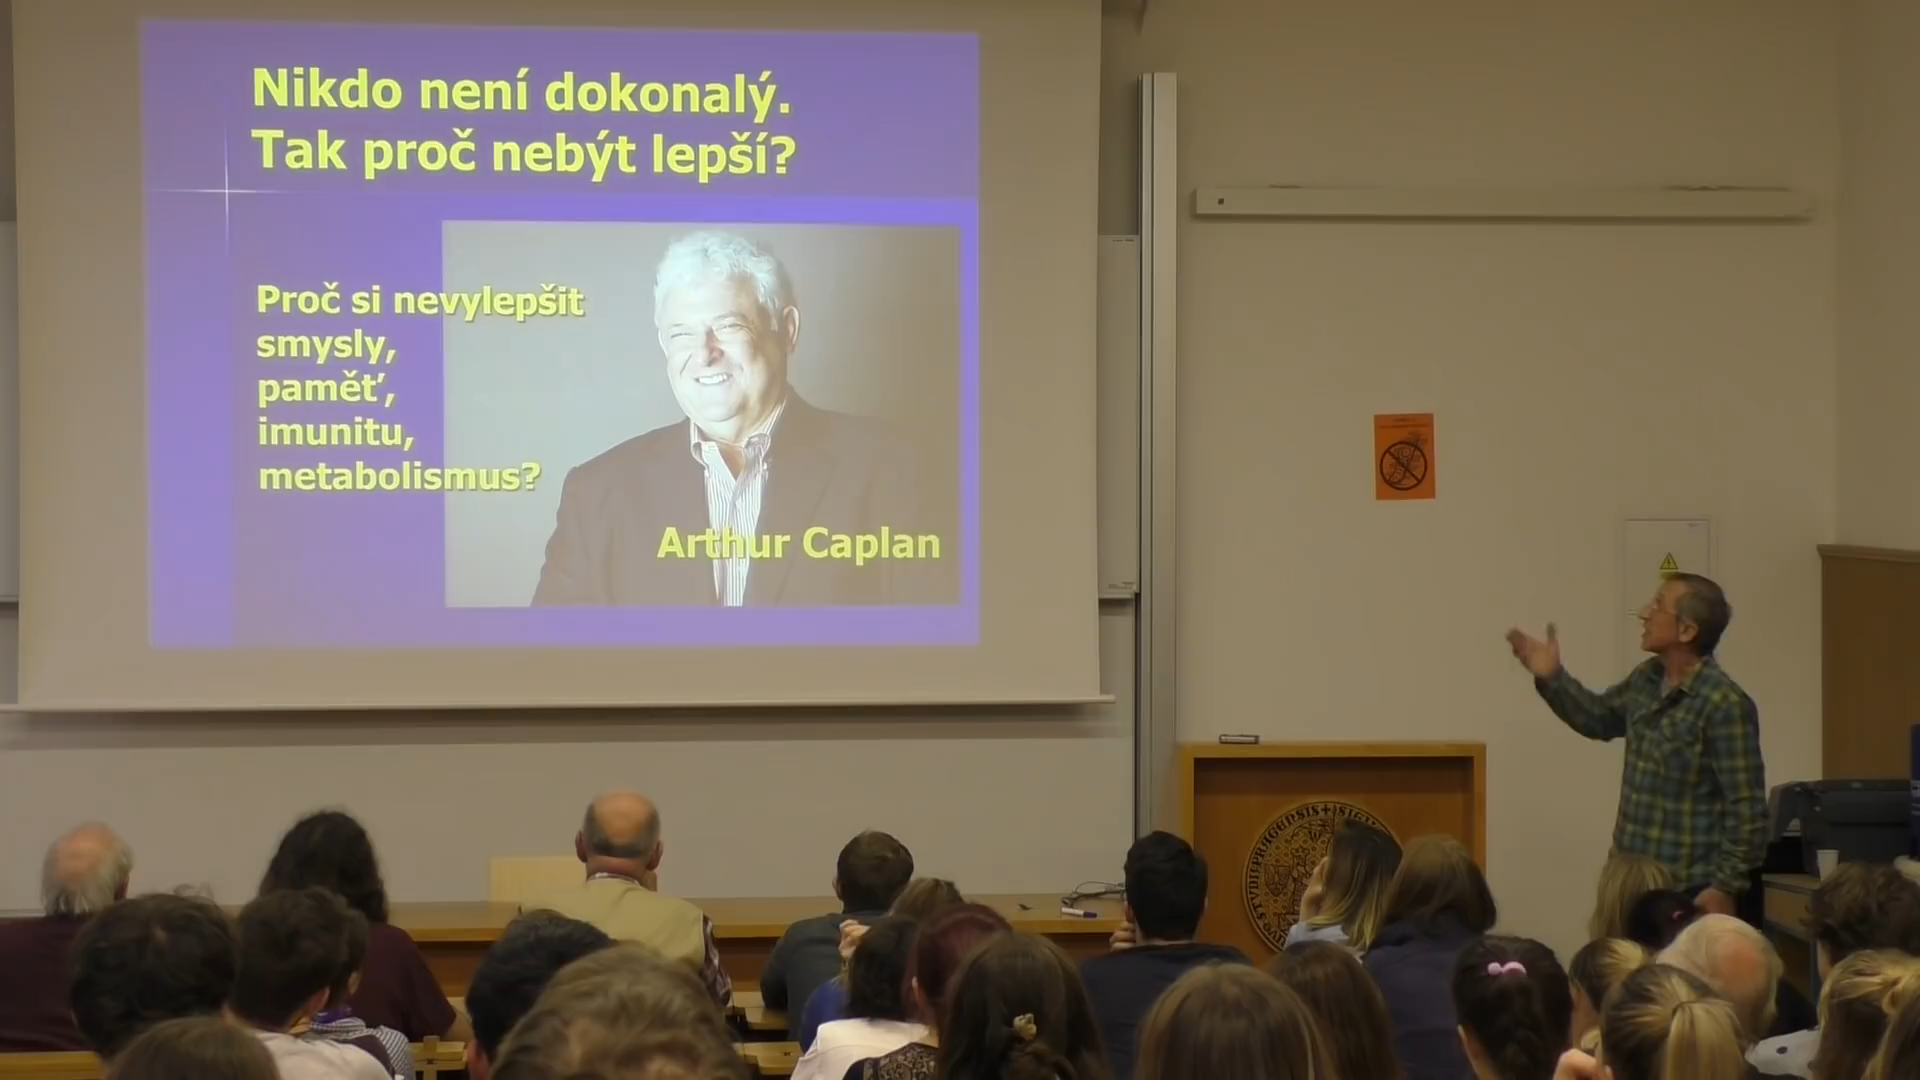 Nikdo není dokonalý.
Tak proč nebýt lepší?
Proč si nevylepšit
smysly,
paměť,
imunitu,
metabolismus?
Arthur Caplan